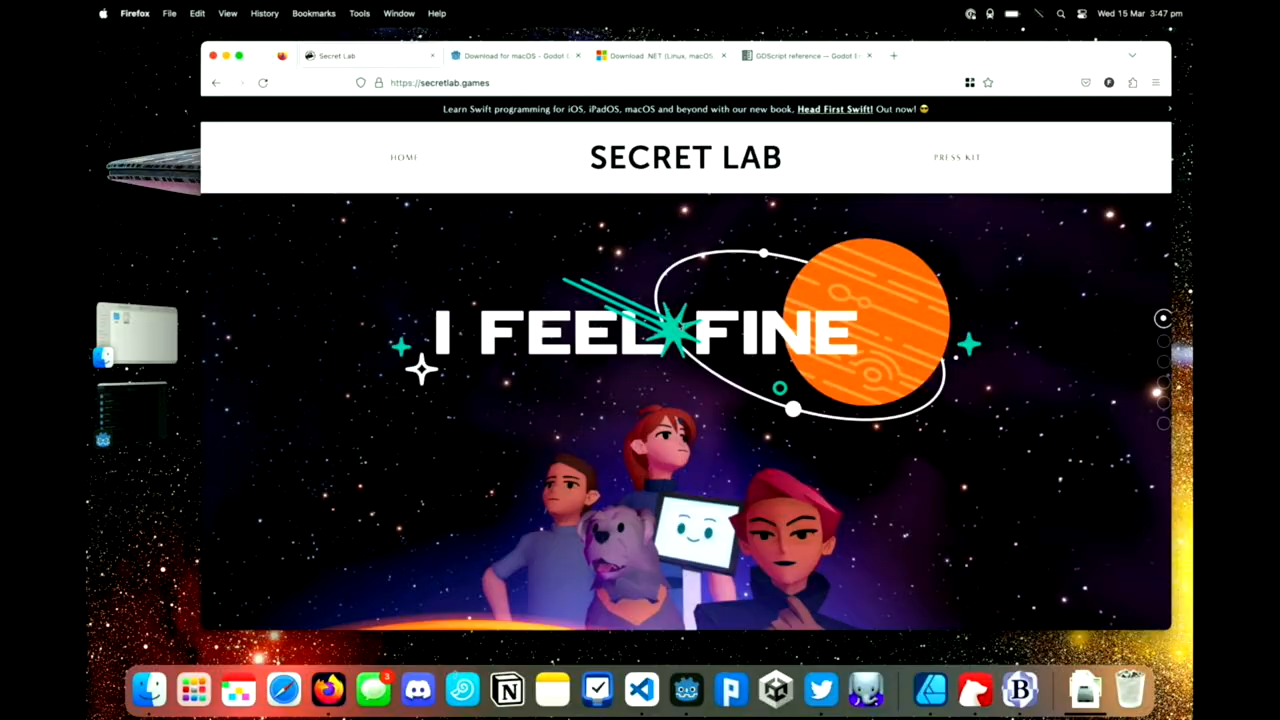 Firefox File Edit View History Bookmarks Tools Window Help Wed 15 Mar 3:47 pm
Secret Lab Download for macOS - Godot Download .NET (Linux, macOS GDScript reference — Godot
https://secretlab.games
Learn Swift programming for iOS, iPadOS, macOS and beyond with our new book, Head First Swift! Out now! 😎
HOME SECRET LAB PRESS KIT
I FEEL FINE
3
N
B